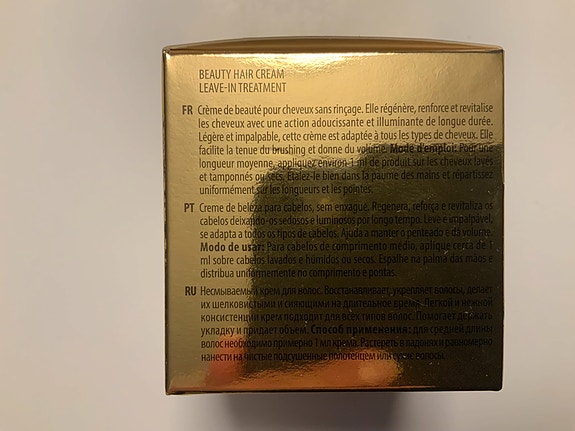 BEAUTY HAIR CREAM
LEAVE-IN TREATMENT
FR Crème de beauté pour cheveux sans rinçage. Elle régénère, renforce et revitalise
les cheveux avec une action adoucissante et illuminante de longue durée.
Légère et impalpable, cette crème est adaptée à tous les types de cheveux. Elle
facilite la tenue du brushing et donne du volume. Mode d'emploi: Pour une
longueur moyenne, appliquez environ 1 ml de produit sur les cheveux lavés
et tamponnés ou secs. Etalez-le bien dans la paume des mains et répartissez
uniformément sur les longueurs et les pointes.
PT Creme de beleza para cabelos, sem enxague. Regenera, reforça e revitaliza os
cabelos deixando-os sedosos e luminosos por longo tempo. Leve e impalpável,
se adapta a todos os tipos de cabelos. Ajuda a manter o penteado e dá volume.
Modo de usar: Para cabelos de comprimento médio, aplique cerca de 1
ml sobre cabelos lavados e húmidos ou secos. Espalhe na palma das mãos e
distribua uniformemente no comprimento e pontas.
RU Несмываемый крем для волос. Восстанавливает, укрепляет волосы, делает
их шелковистыми и сияющими на длительное время. Легкой и нежной
консистенции крем подходит для всех типов волос. Помогает держать
укладку и придает объем. Способ применения: для средней длины
волос необходимо примерно 1 мл крема. Растереть в ладонях и равномерно
нанести на чистые подсушенные полотенцем или сухие волосы.